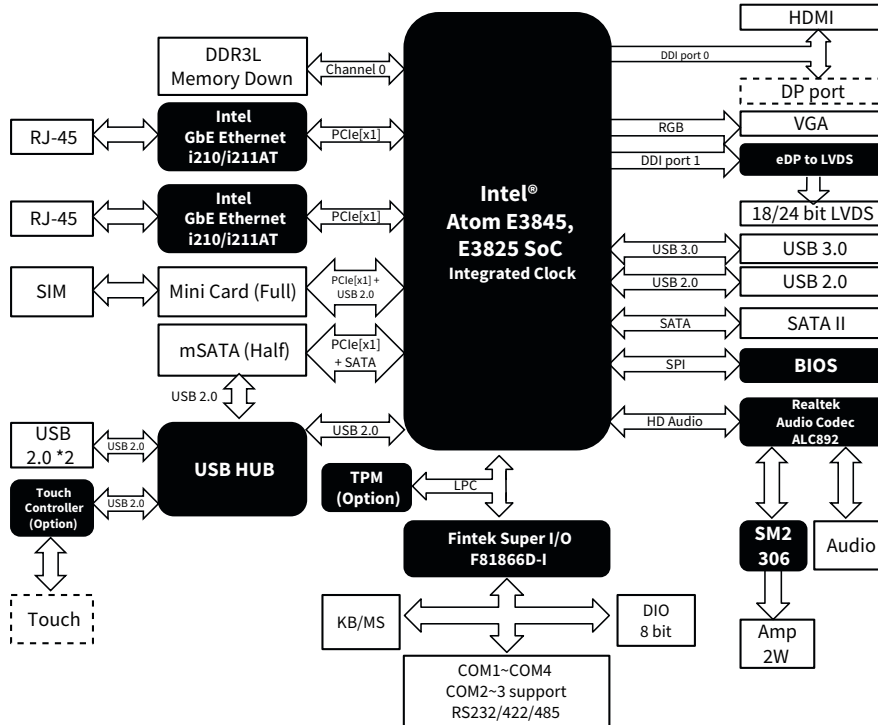 HDMI
DDR3L
Memory Down
Channel 0
DDI port 0
DP port
Intel
GbE Ethernet
i210/i211AT
RJ-45
PCIe[x1]
RGB
VGA
DDI port 1
eDP to LVDS
Intel®
Atom E3845,
E3825 SoC
Integrated Clock
Intel
GbE Ethernet
i210/i211AT
RJ-45
PCIe[x1]
18/24 bit LVDS
USB 3.0
USB 3.0
SIM
Mini Card (Full)
PCIe[x1] +
USB 2.0
USB 2.0
USB 2.0
SATA
SATA II
mSATA (Half)
PCIe[x1]
+ SATA
SPI
BIOS
USB 2.0
HD Audio
Realtek
Audio Codec
ALC892
USB
2.0 *2
USB 2.0
USB HUB
USB 2.0
TPM
(Option)
LPC
Touch
Controller
(Option)
USB 2.0
Fintek Super I/O
F81866D-I
SM2
306
Audio
Touch
KB/MS
DIO
8 bit
Amp
2W
COM1~COM4
COM2~3 support
RS232/422/485